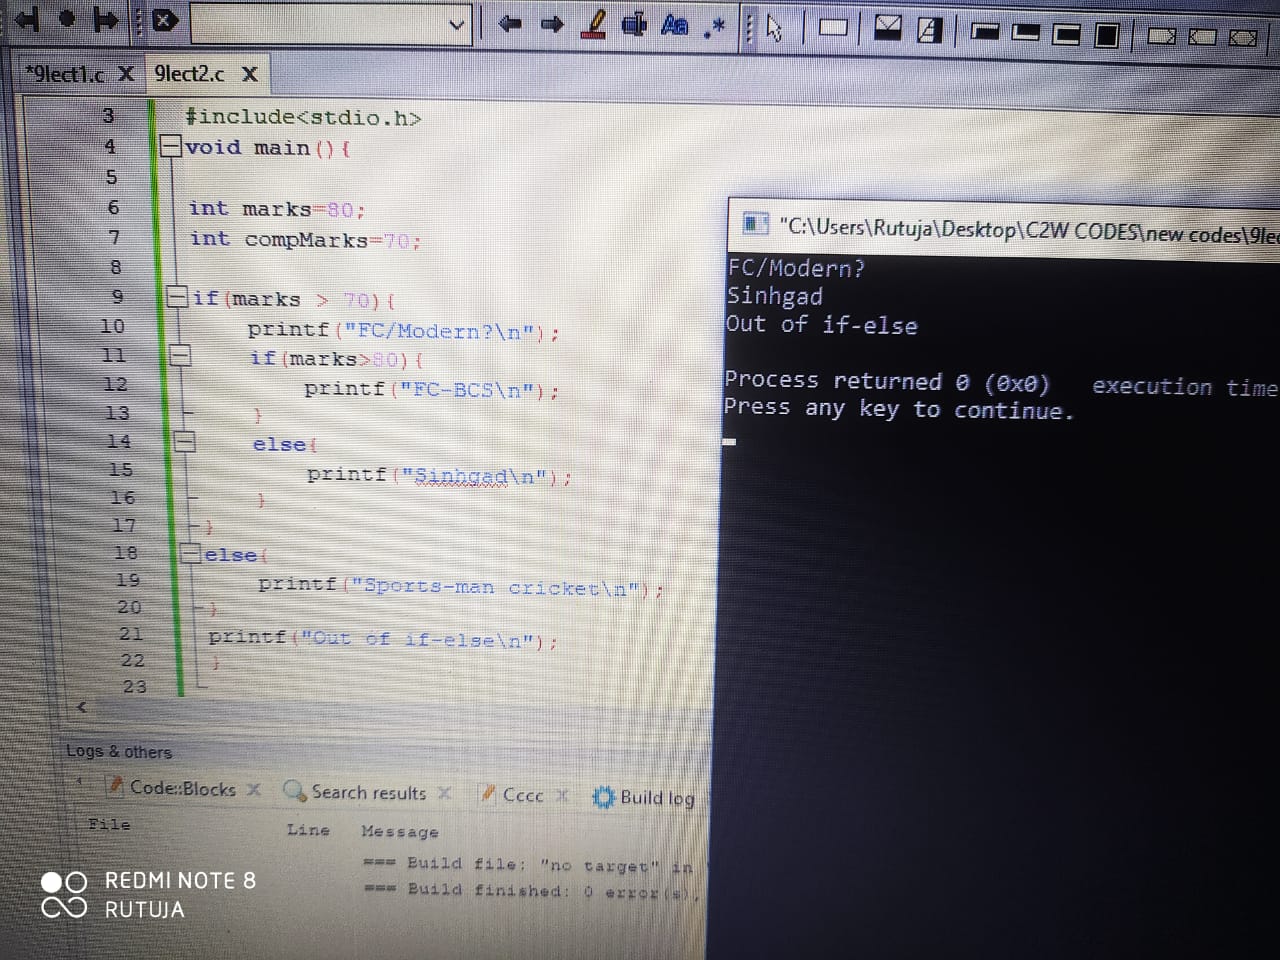 *9lect1.c X 9lect2.c X
3 #include<stdio.h>
4 void main(){
5
6 int marks=80;
7 int compMarks=70;
8
9 if(marks > 70){
10 printf("FC/Modern?\n");
11 if(marks>80){
12 printf("FC-BCS\n");
13 }
14 else{
15 printf("Sinhgad\n");
16 }
17 }
18 else{
19 printf("Sports-man cricket\n");
20 }
21 printf("Out of if-else\n");
22 }
23
"C:\Users\Rutuja\Desktop\C2W CODES\new codes\9lec
FC/Modern?
Sinhgad
Out of if-else
Process returned 0 (0x0) execution time
Press any key to continue.
Logs & others
Code::Blocks X Search results X Cccc X Build log
File Line Message
=== Build file: "no target" in
=== Build finished: 0 error(s),
REDMI NOTE 8
RUTUJA